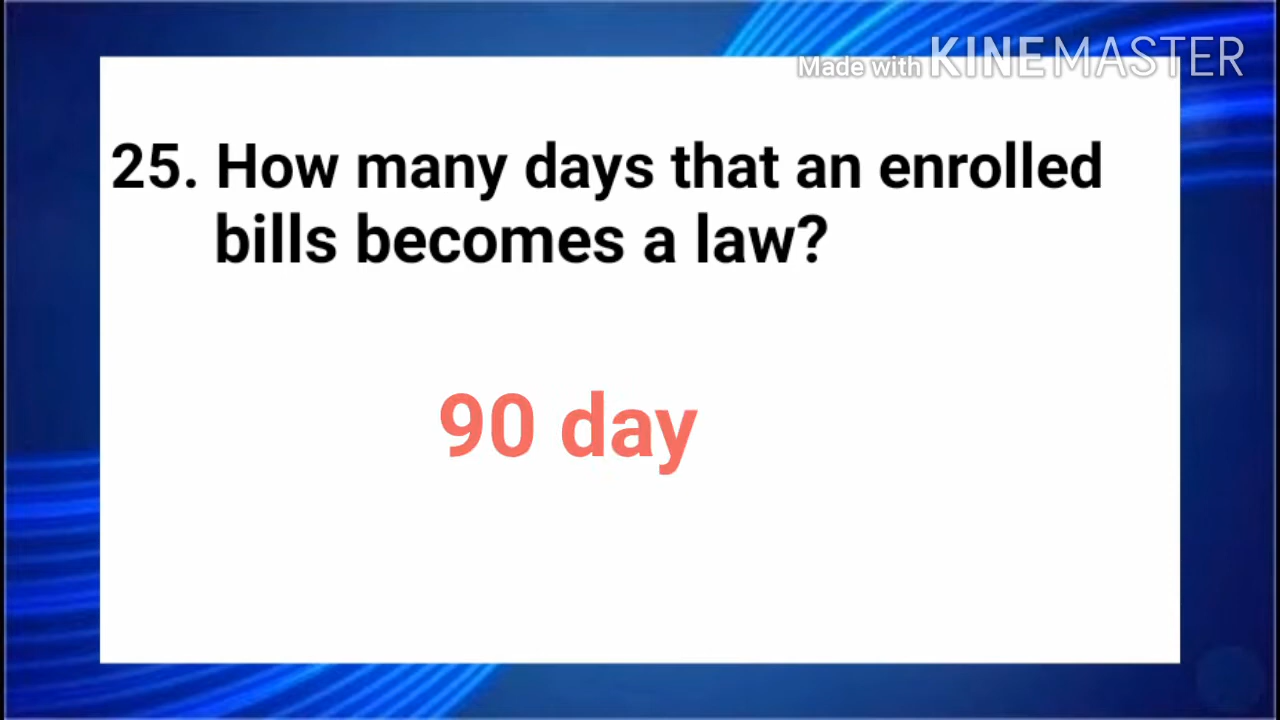 Made with KINEMASTER
25. How many days that an enrolled
bills becomes a law?
90 day